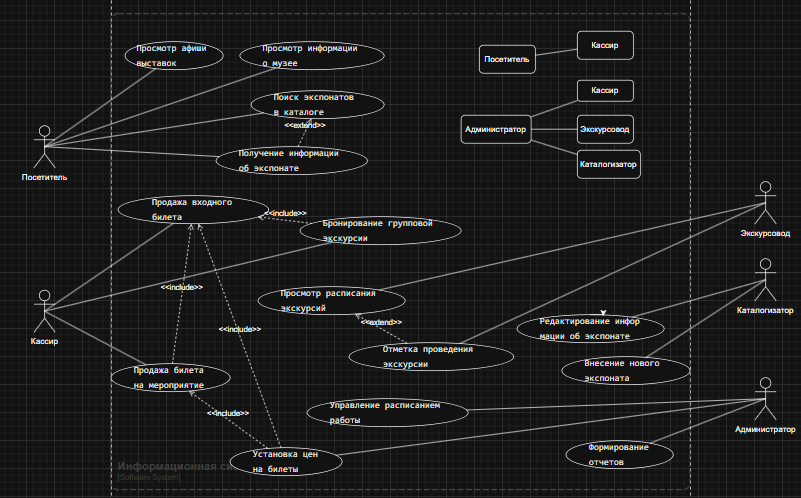 Просмотр афиши
выставок
Просмотр информации
о музее
Поиск экспонатов
в каталоге
<<extend>>
Получение информации
об экспонате
Посетитель
Посетитель
Кассир
Кассир
Администратор
Экскурсовод
Каталогизатор
Продажа входного
билета
<<include>>
Бронирование групповой
экскурсии
Экскурсовод
<<include>>
Просмотр расписания
экскурсий
<<extend>>
<<include>>
Каталогизатор
Редактирование инфор
мации об экспонате
Кассир
Отметка проведения
экскурсии
Внесение нового
экспоната
Продажа билета
на мероприятие
<<include>>
Управление расписанием
работы
Администратор
Установка цен
на билеты
Формирование
отчетов
Информационная
[Software System]